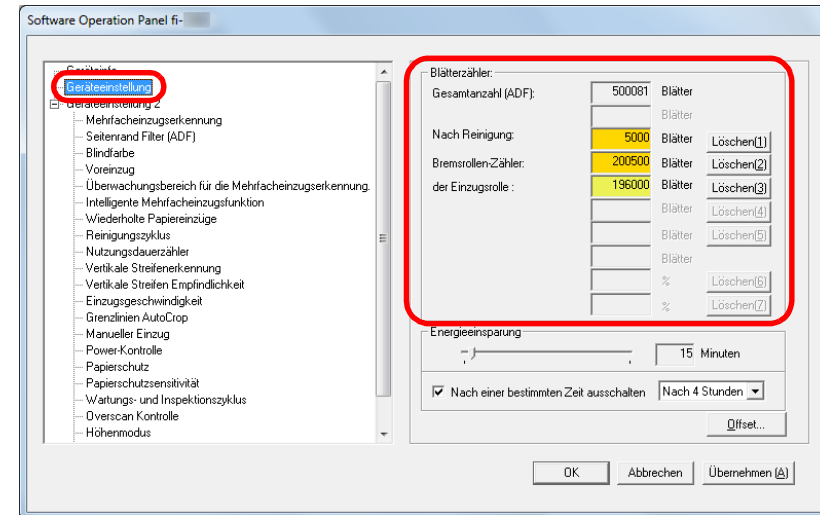 Software Operation Panel fi-
Geräteinfo
Geräteeinstellung
Geräteeinstellung 2
Mehrfacheinzugserkennung
Seitenrand Filter (ADF)
Blindfarbe
Voreinzug
Überwachungsbereich für die Mehrfacheinzugserkennung.
Intelligente Mehrfacheinzugsfunktion
Wiederholte Papiereinzüge
Reinigungszyklus
Nutzungsdauerzähler
Vertikale Streifenerkennung
Vertikale Streifen Empfindlichkeit
Einzugsgeschwindigkeit
Grenzlinien AutoCrop
Manueller Einzug
Power-Kontrolle
Papierschutz
Papierschutzsensitivität
Wartungs- und Inspektionszyklus
Overscan Kontrolle
Höhenmodus
Blätterzähler:
Gesamtanzahl (ADF): 500081 Blätter
Blätter
Nach Reinigung: 5000 Blätter Löschen(1)
Bremsrollen-Zähler: 200500 Blätter Löschen(2)
der Einzugsrolle : 196000 Blätter Löschen(3)
Blätter Löschen(4)
Blätter Löschen(5)
Blätter
% Löschen(6)
% Löschen(7)
Energieeinsparung
15 Minuten
Nach einer bestimmten Zeit ausschalten Nach 4 Stunden
Offset...
OK Abbrechen Übernehmen (A)